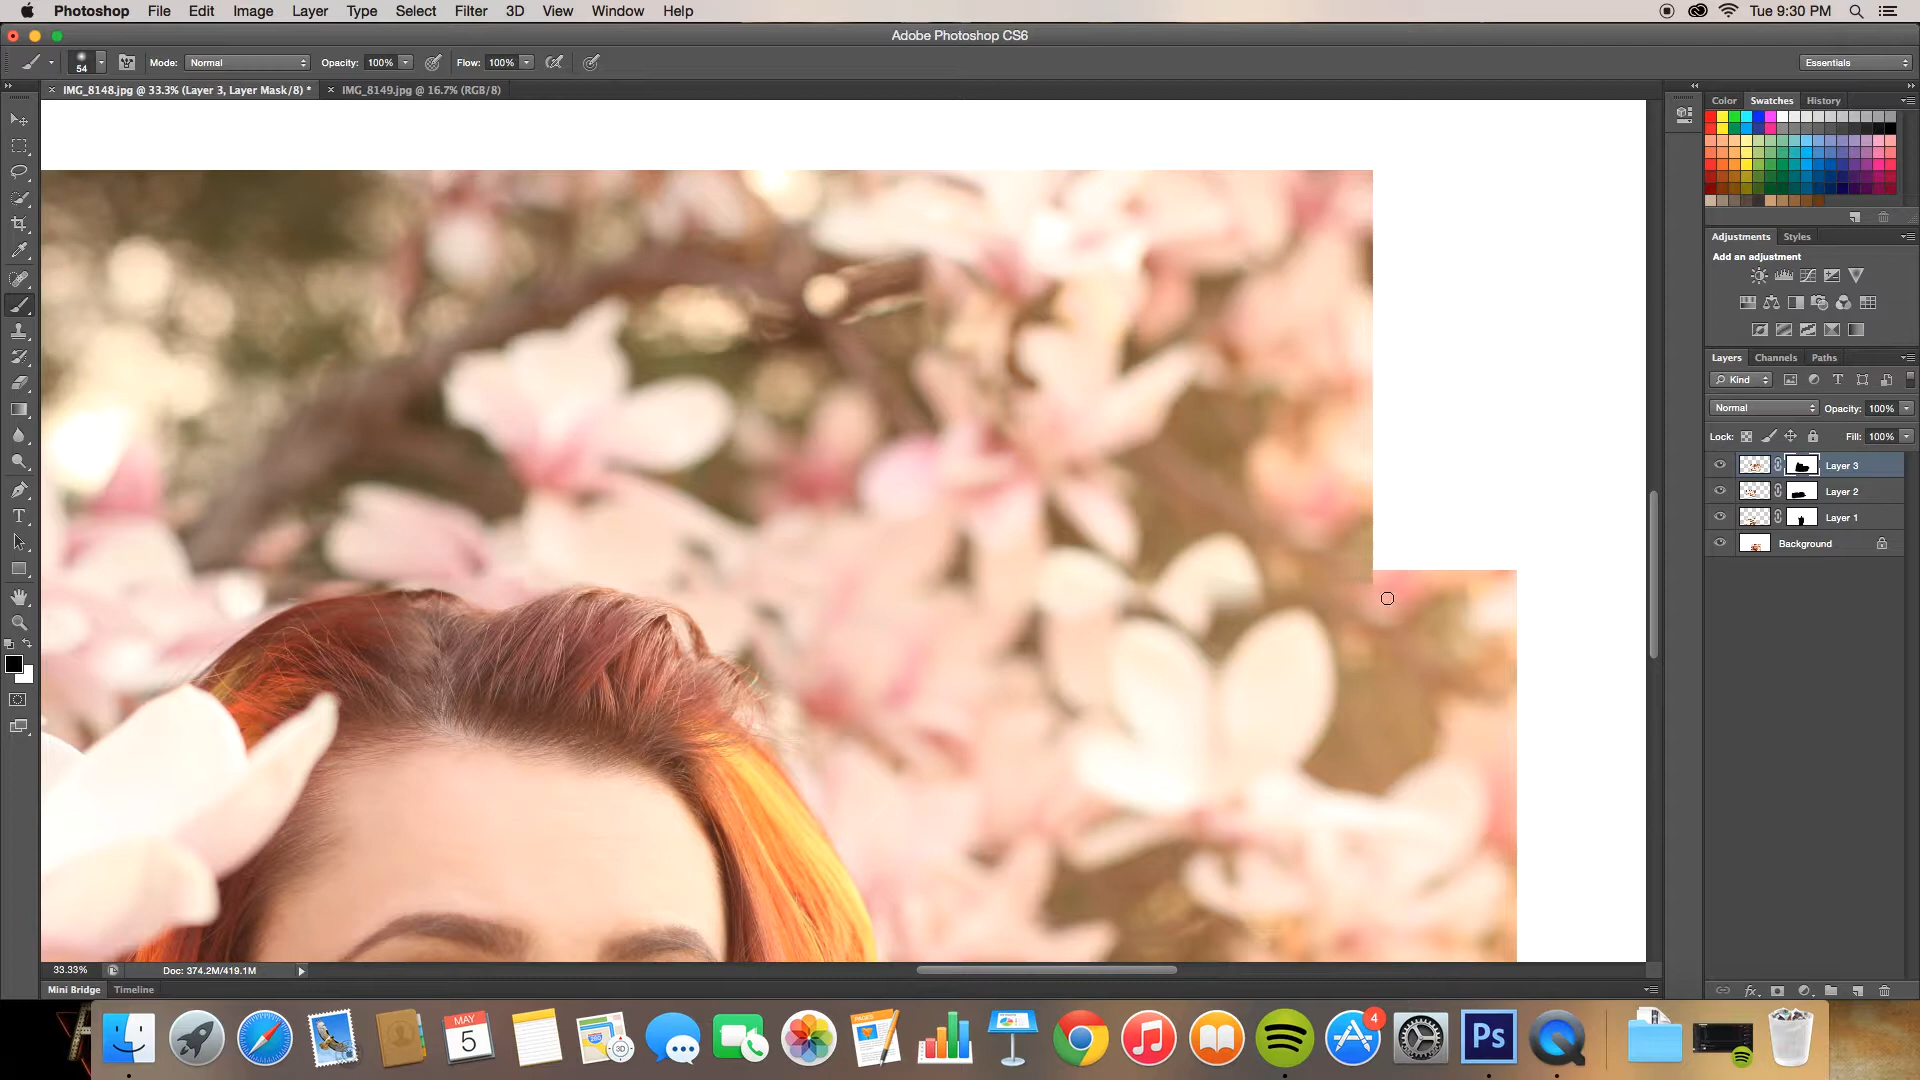 Photoshop File Edit Image Layer Type Select Filter 3D View Window Help Tue 9:30 PM
Adobe Photoshop CS6
54 Mode: Normal Opacity: 100% Flow: 100% Essentials
IMG_8148.jpg @ 33.3% (Layer 3, Layer Mask/8) * IMG_8149.jpg @ 16.7% (RGB/8)
Color Swatches History
Adjustments Styles
Add an adjustment
Layers Channels Paths
Kind
Normal Opacity: 100%
Lock: Fill: 100%
Layer 3
Layer 2
Layer 1
Background
33.33% Doc: 374.2M/419.1M
Mini Bridge Timeline
MAY
5
280
3D
PAGES
4
Ps